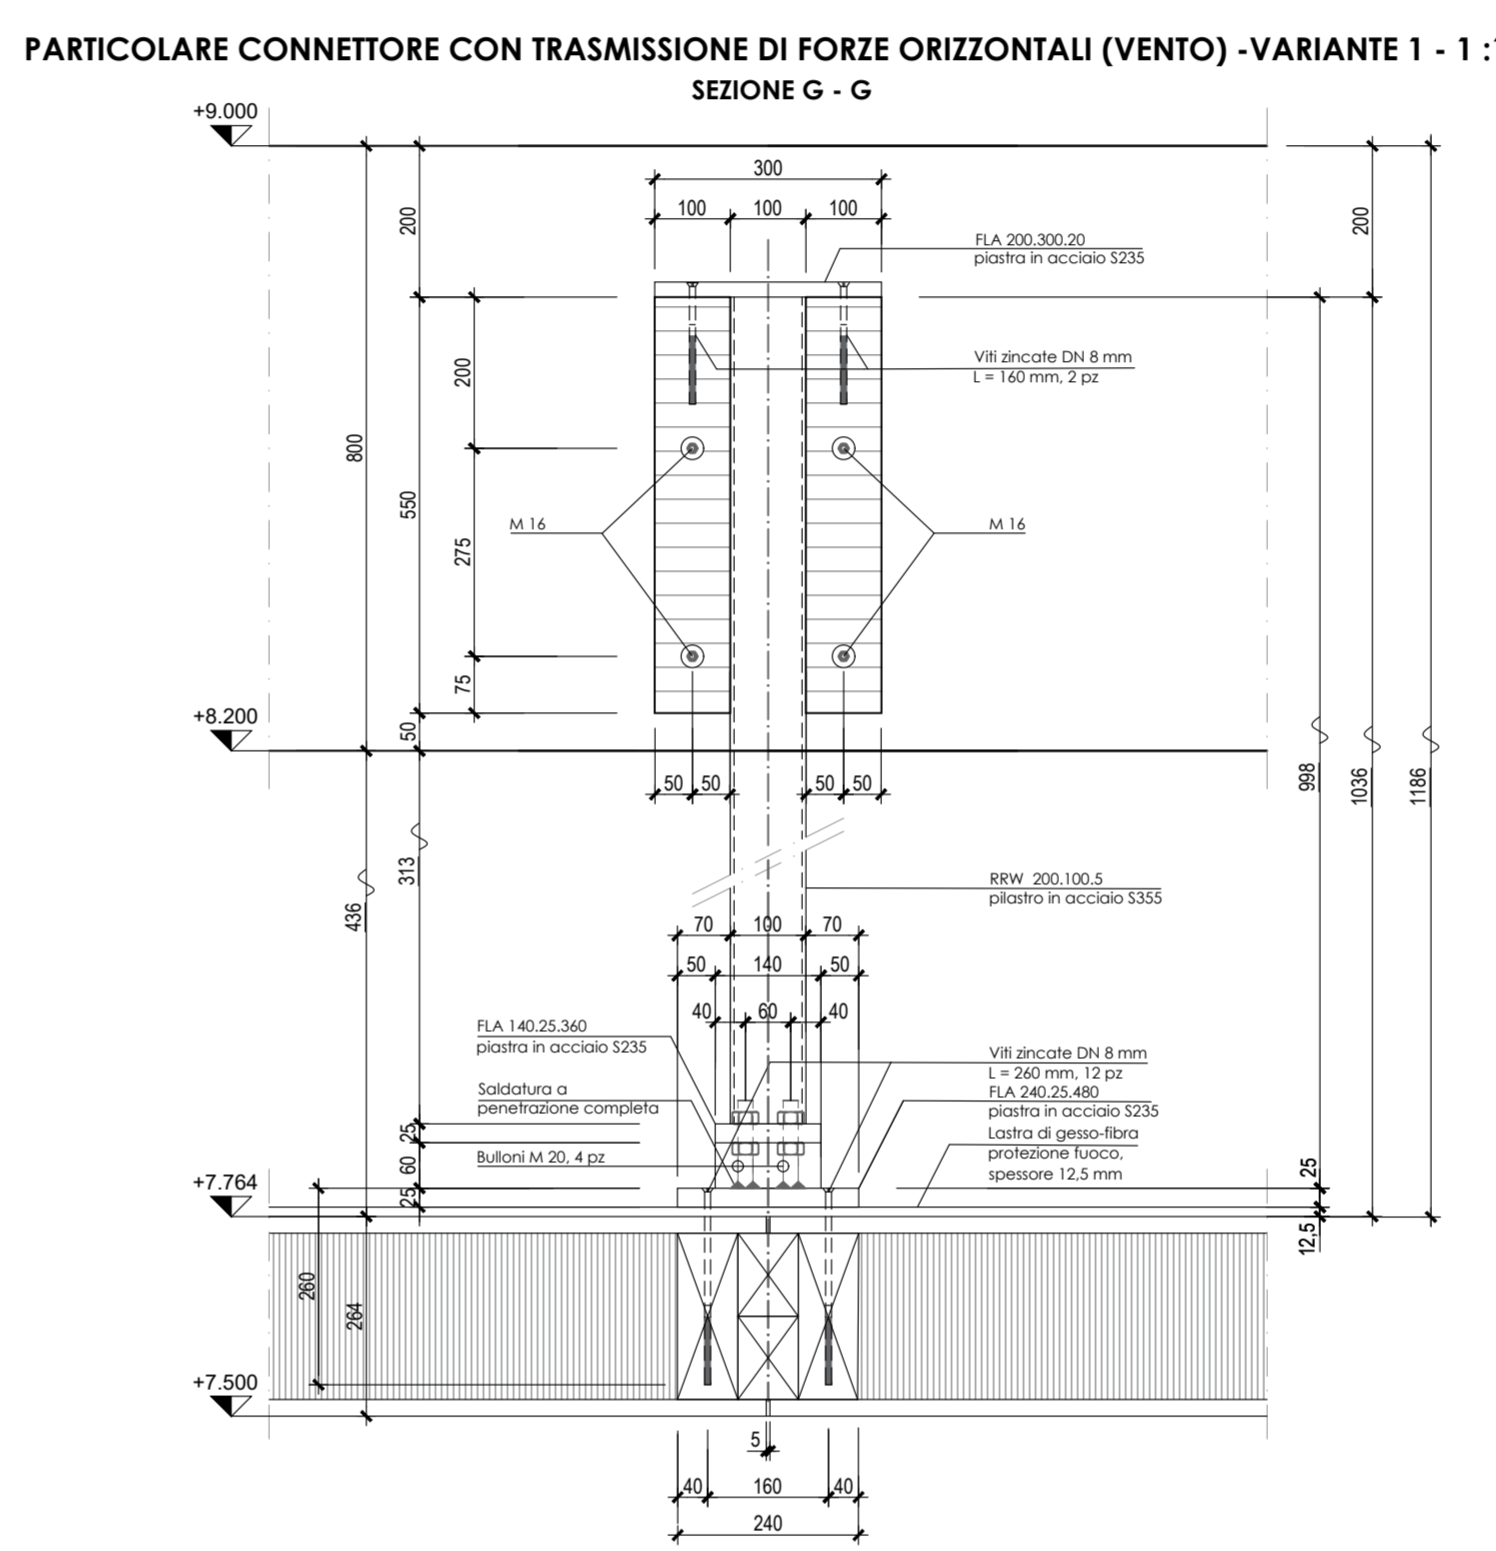 PARTICOLARE CONNETTORE CON TRASMISSIONE DI FORZE ORIZZONTALI (VENTO) -VARIANTE 1 - 1 :
SEZIONE G - G
+9.000
300
100 100 100
200
200
FLA 200.300.20
piastra in acciaio S235
Viti zincate DN 8 mm
L = 160 mm, 2 pz
200
800
550
M 16
M 16
275
75
+8.200
50
50 50
50 50
998
1036
1186
313
436
RRW 200.100.5
pilastro in acciaio S355
70 100 70
50 140 50
40 60 40
FLA 140.25.360
piastra in acciaio S235
Viti zincate DN 8 mm
L = 260 mm, 12 pz
Saldatura a
penetrazione completa
FLA 240.25.480
piastra in acciaio S235
Lastra di gesso-fibra
protezione fuoco,
spessore 12,5 mm
Bulloni M 20, 4 pz
25
60
25
25
+7.764
12,5
260
264
+7.500
5
40 160 40
240